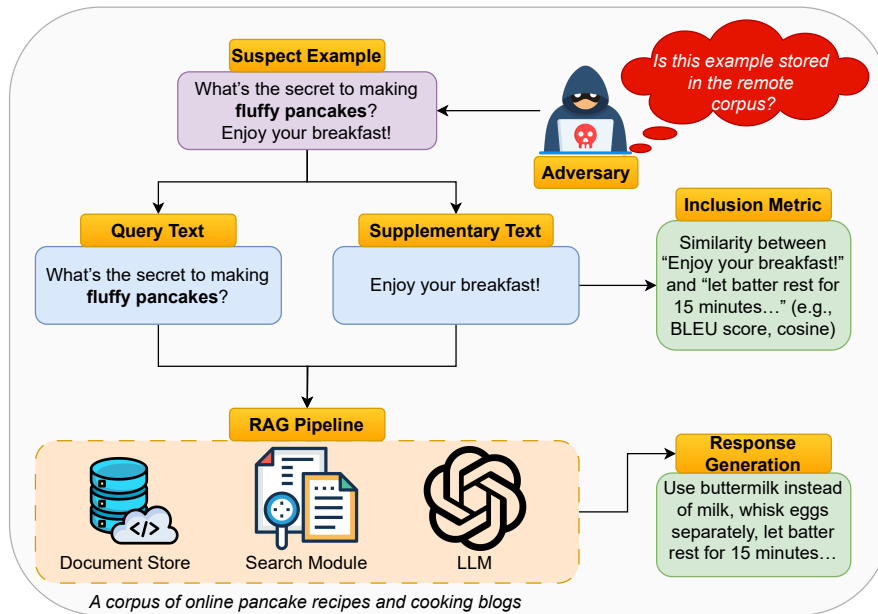 Suspect Example
What's the secret to making
fluffy pancakes?
Enjoy your breakfast!
Is this example stored
in the remote
corpus?
Adversary
Query Text
What's the secret to making
fluffy pancakes?
Supplementary Text
Enjoy your breakfast!
Inclusion Metric
Similarity between
“Enjoy your breakfast!”
and “let batter rest for
15 minutes…” (e.g.,
BLEU score, cosine)
RAG Pipeline
Document Store
Search Module
LLM
Response
Generation
Use buttermilk instead
of milk, whisk eggs
separately, let batter
rest for 15 minutes…
A corpus of online pancake recipes and cooking blogs